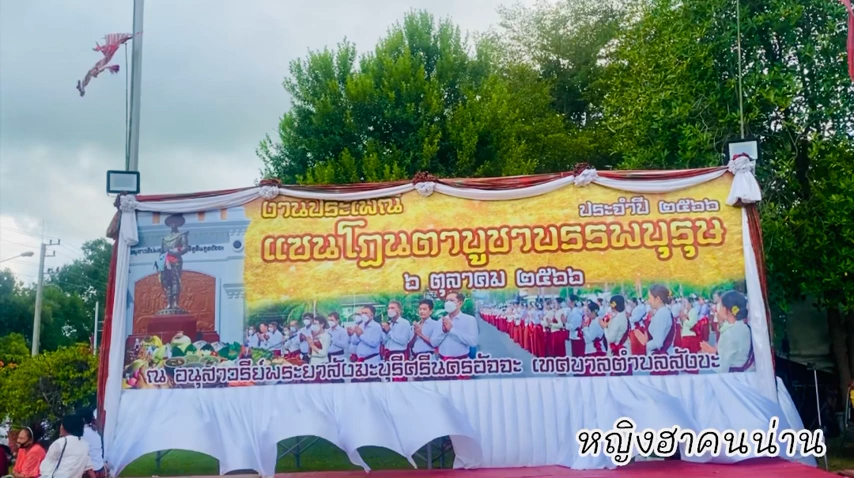 งานประเพณี
ประจำปี ๒๕๖๖
แซนโฏนตาบูชาบรรพบุรุษ
๖ ตุลาคม ๒๕๖๖
ณ อนุสาวรีย์พระยาสังฆะบุรีศรีนครอัจจะ เทศบาลตำบลสังขะ
หญิงฮาคนน่าน